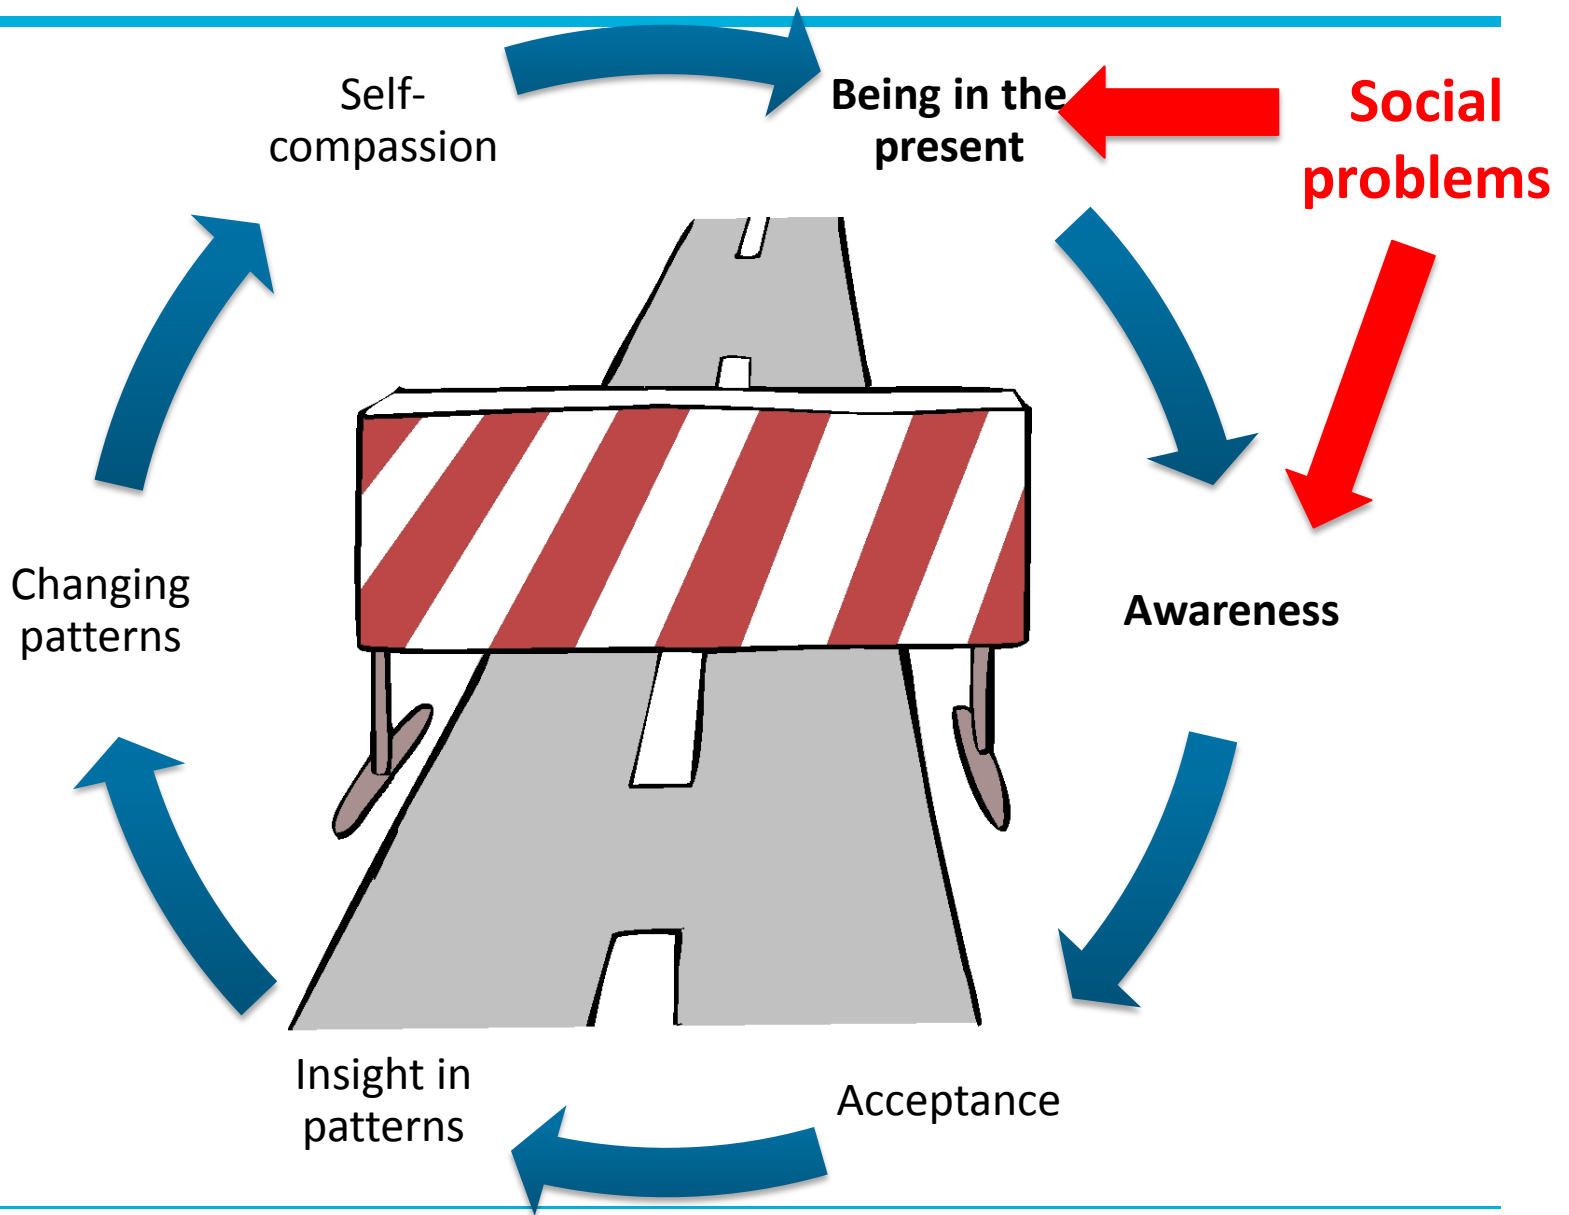 Self-
compassion
Being in the
present
Social
problems
Changing
patterns
Awareness
Insight in
patterns
Acceptance